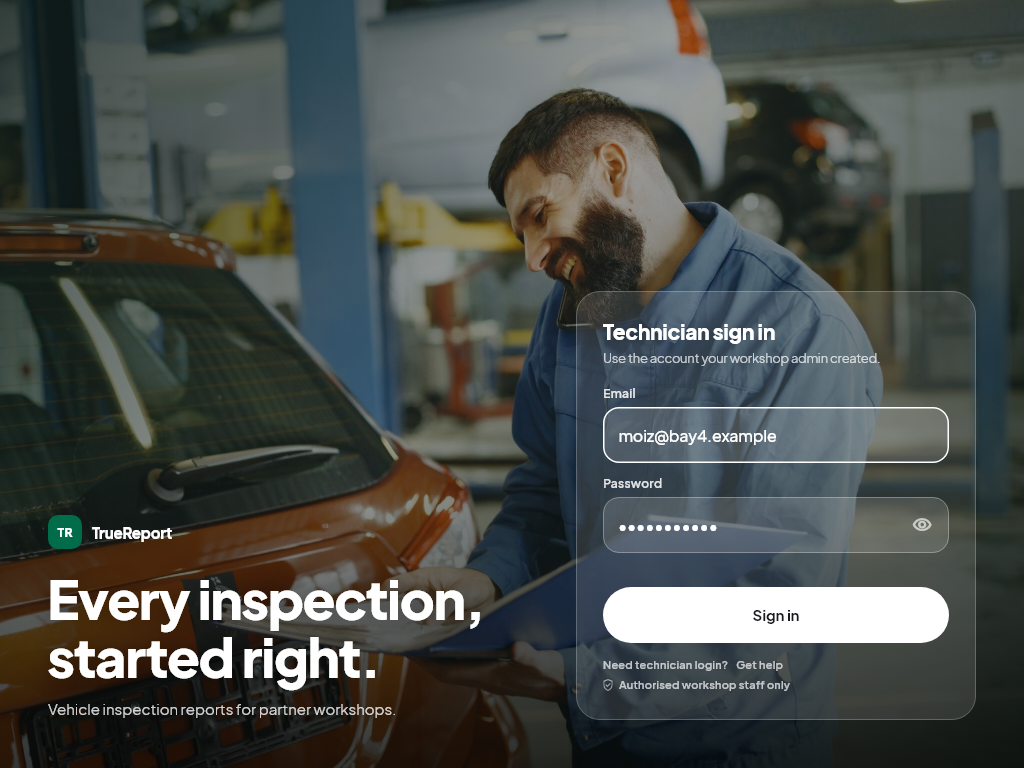 TR TrueReport
Every inspection,
started right.
Vehicle inspection reports for partner workshops.
Technician sign in
Use the account your workshop admin created.
Email
moiz@bay4.example
Password
●●●●●●●●●●●
Sign in
Need technician login? Get help
Authorised workshop staff only